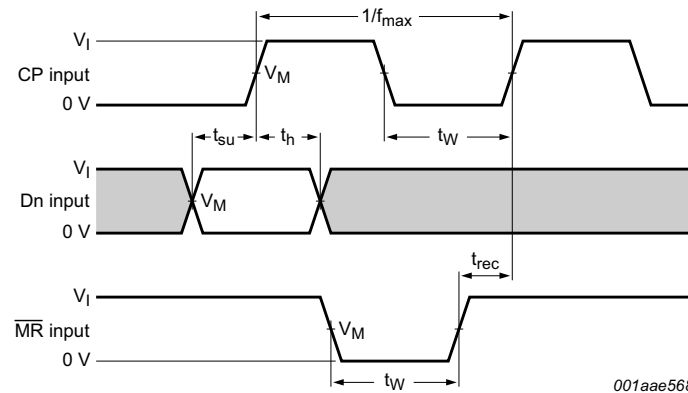 1/fmax
VI
CP input
VM
0 V
tsu
th
tW
VI
Dn input
VM
0 V
trec
VI
MR input
VM
0 V
tW
001aae568